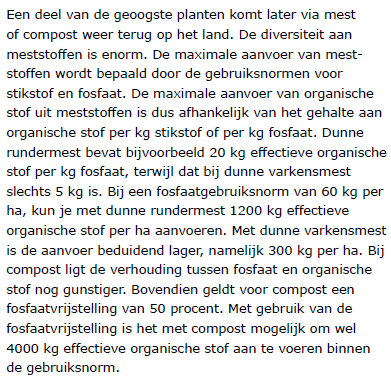 Een deel van de geoogste planten komt later via mest
of compost weer terug op het land. De diversiteit aan
meststoffen is enorm. De maximale aanvoer van mest-
stoffen wordt bepaald door de gebruiksnormen voor
stikstof en fosfaat. De maximale aanvoer van organische
stof uit meststoffen is dus afhankelijk van het gehalte aan
organische stof per kg stikstof of per kg fosfaat. Dunne
rundermest bevat bijvoorbeeld 20 kg effectieve organische
stof per kg fosfaat, terwijl dat bij dunne varkensmest
slechts 5 kg is. Bij een fosfaatgebruiksnorm van 60 kg per
ha, kun je met dunne rundermest 1200 kg effectieve
organische stof per ha aanvoeren. Met dunne varkensmest
is de aanvoer beduidend lager, namelijk 300 kg per ha. Bij
compost ligt de verhouding tussen fosfaat en organische
stof nog gunstiger. Bovendien geldt voor compost een
fosfaatvrijstelling van 50 procent. Met gebruik van de
fosfaatvrijstelling is het met compost mogelijk om wel
4000 kg effectieve organische stof aan te voeren binnen
de gebruiksnorm.